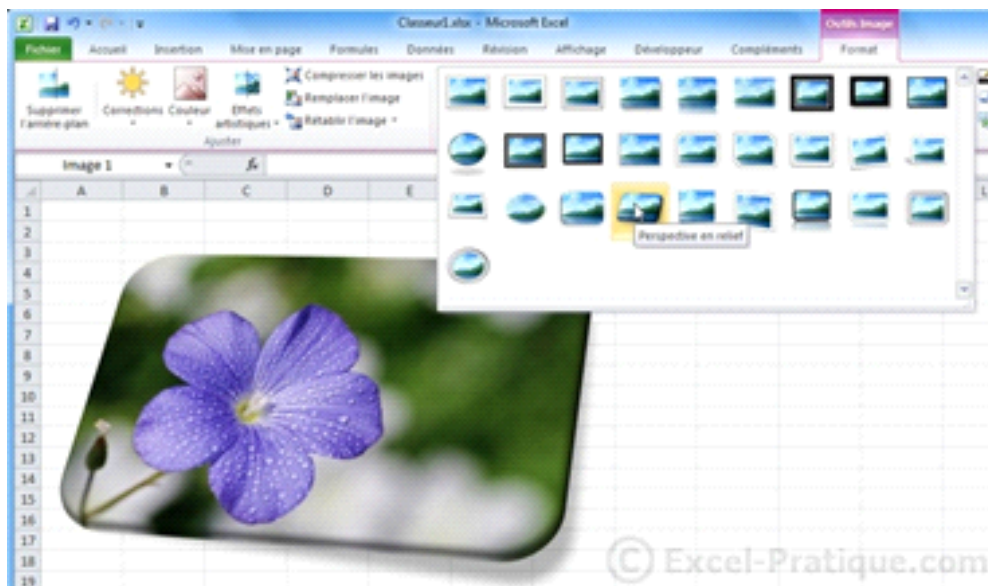 Classeur1.xlsx - Microsoft Excel
Outils Image
Fichier Accueil Insertion Mise en page Formules Données Révision Affichage Développeur Compléments Format
Supprimer l'arrière-plan
Corrections Couleur
Effets artistiques
Compresser les images
Remplacer l'image
Rétablir l'image
Ajuster
Image 1
fx
A B C D E L
1
2
3
4
5
6
7
8
9
10
11
12
13
14
15
16
17
18
19
Perspective en relief
© Excel-Pratique.com